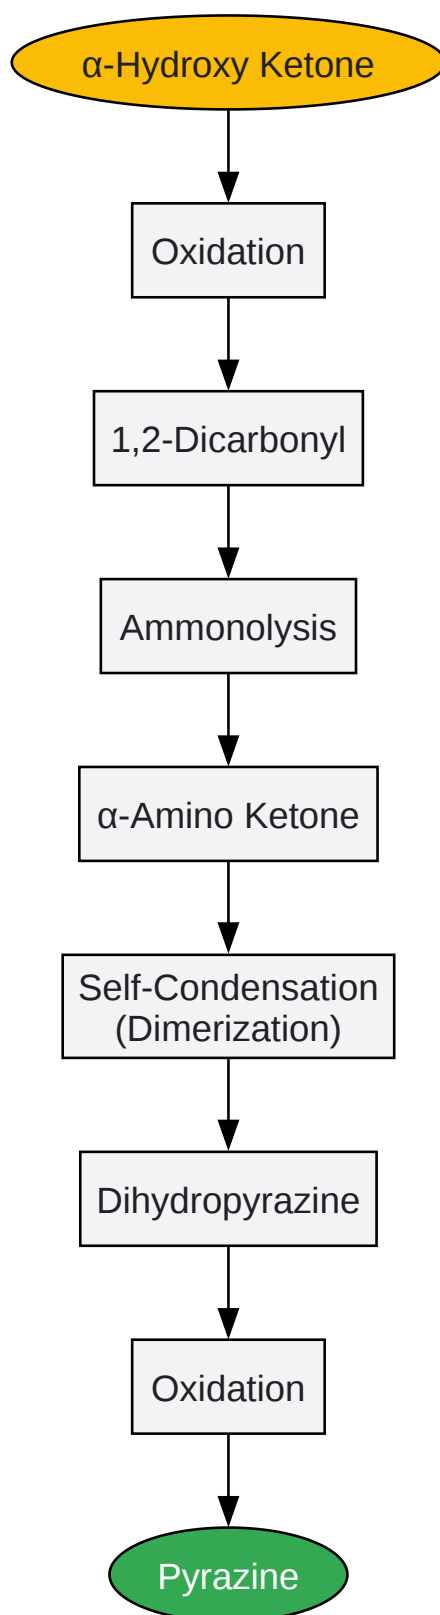 α-Hydroxy Ketone
Oxidation
1,2-Dicarbonyl
Ammonolysis
α-Amino Ketone
Self-Condensation
(Dimerization)
Dihydropyrazine
Oxidation
Pyrazine